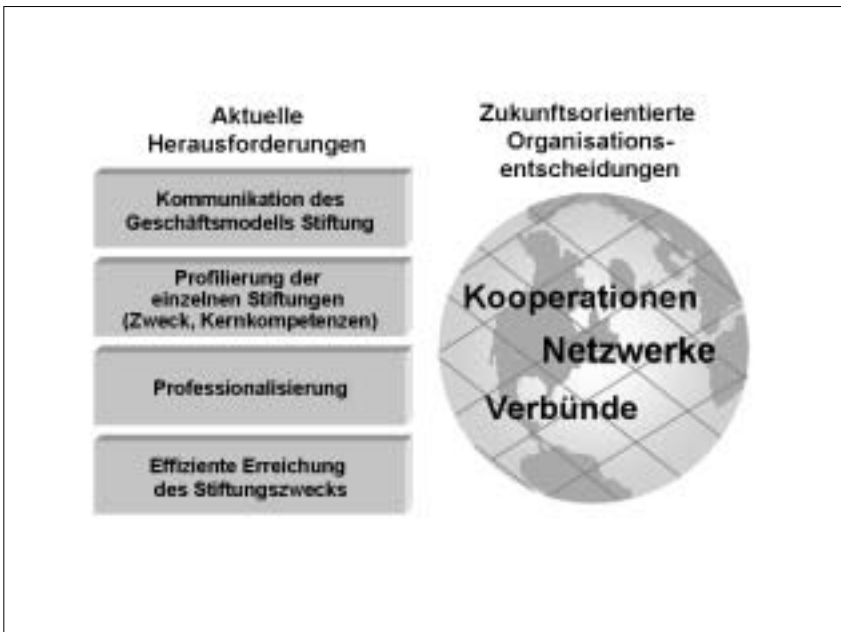 Aktuelle
Herausforderungen
Kommunikation des
Geschäftsmodells Stiftung
Profilierung der
einzelnen Stiftungen
(Zweck, Kernkompetenzen)
Professionalisierung
Effiziente Erreichung
des Stiftungszwecks
Zukunftsorientierte
Organisations-
entscheidungen
Kooperationen
Netzwerke
Verbünde